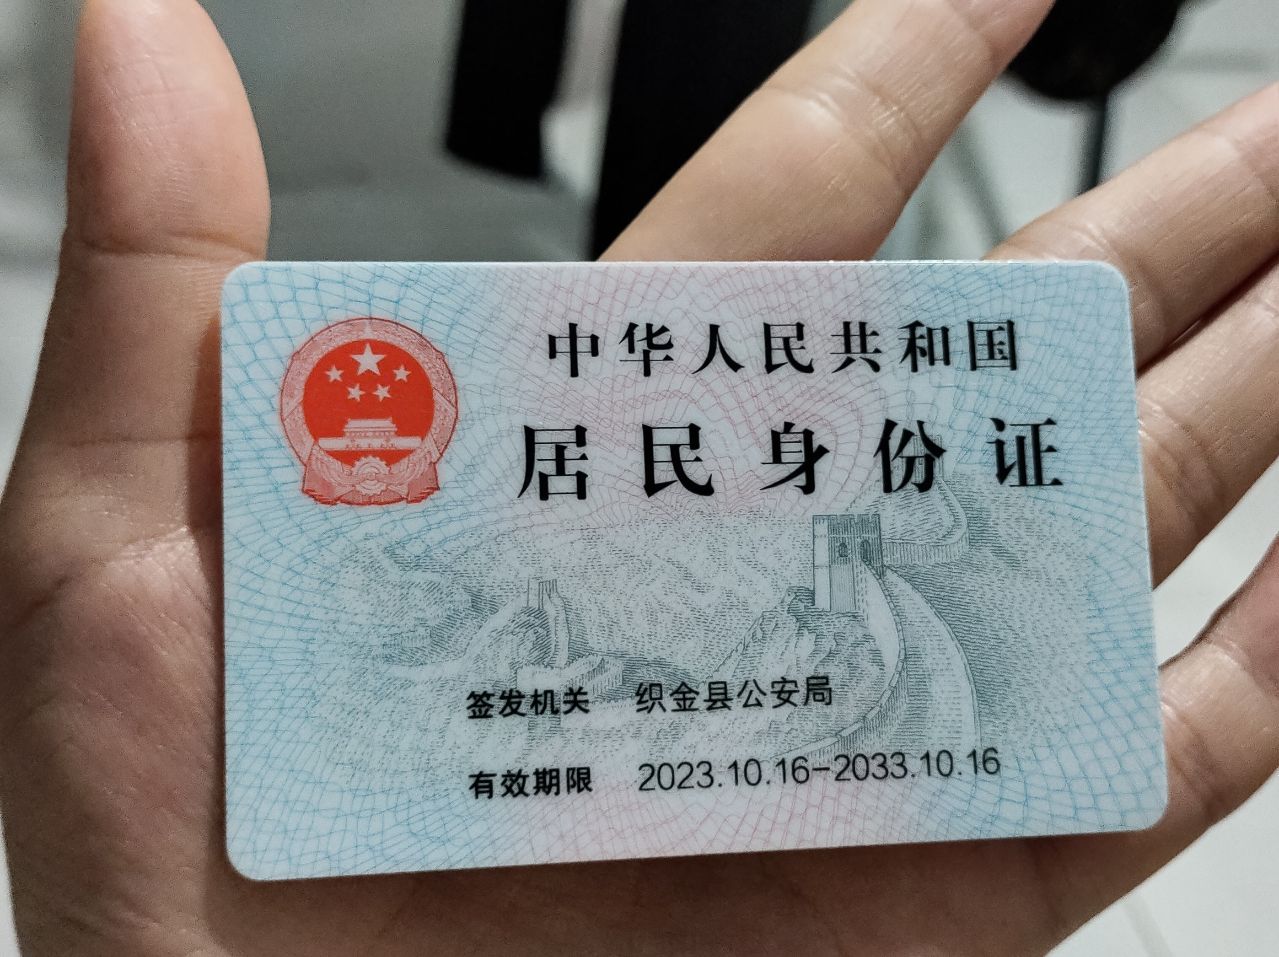 中华人民共和国
居民身份证
签发机关 织金县公安局
有效期限 2023.10.16-2033.10.16